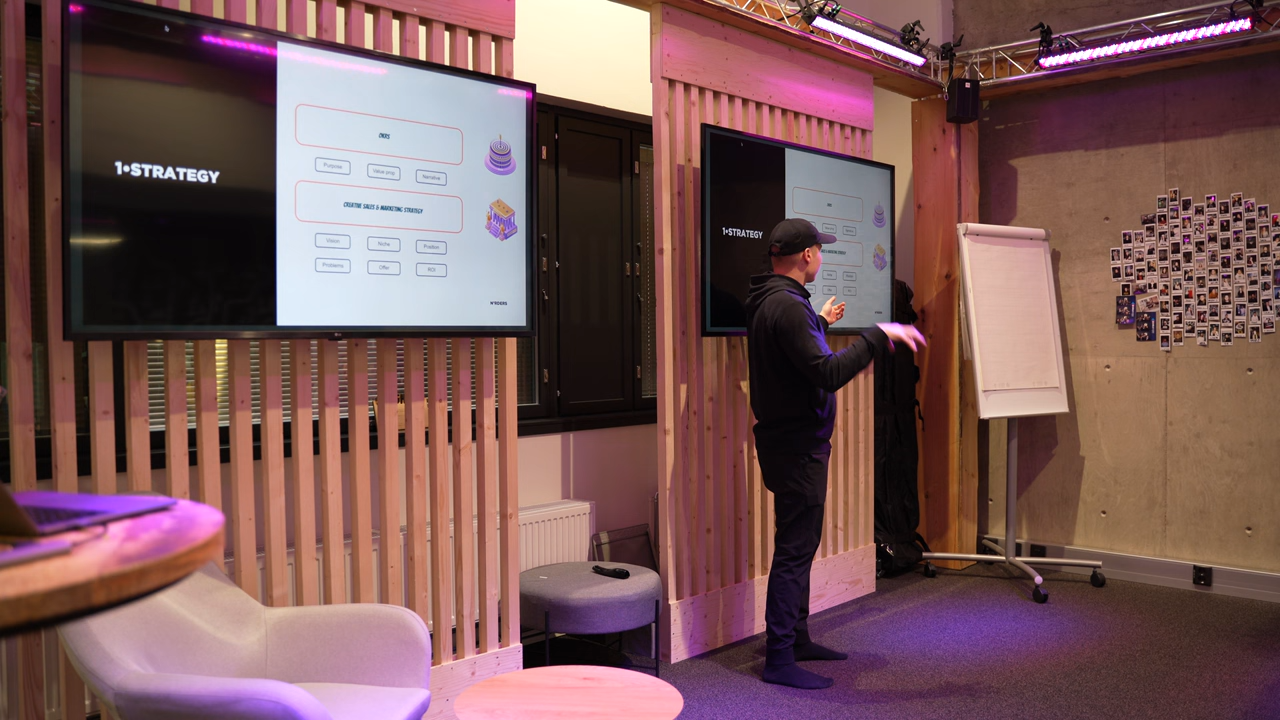 1•STRATEGY
OKRS
Purpose
Value prop
Narrative
CREATIVE SALES & MARKETING STRATEGY
Vision
Niche
Position
Problems
Offer
ROI
1•STRATEGY